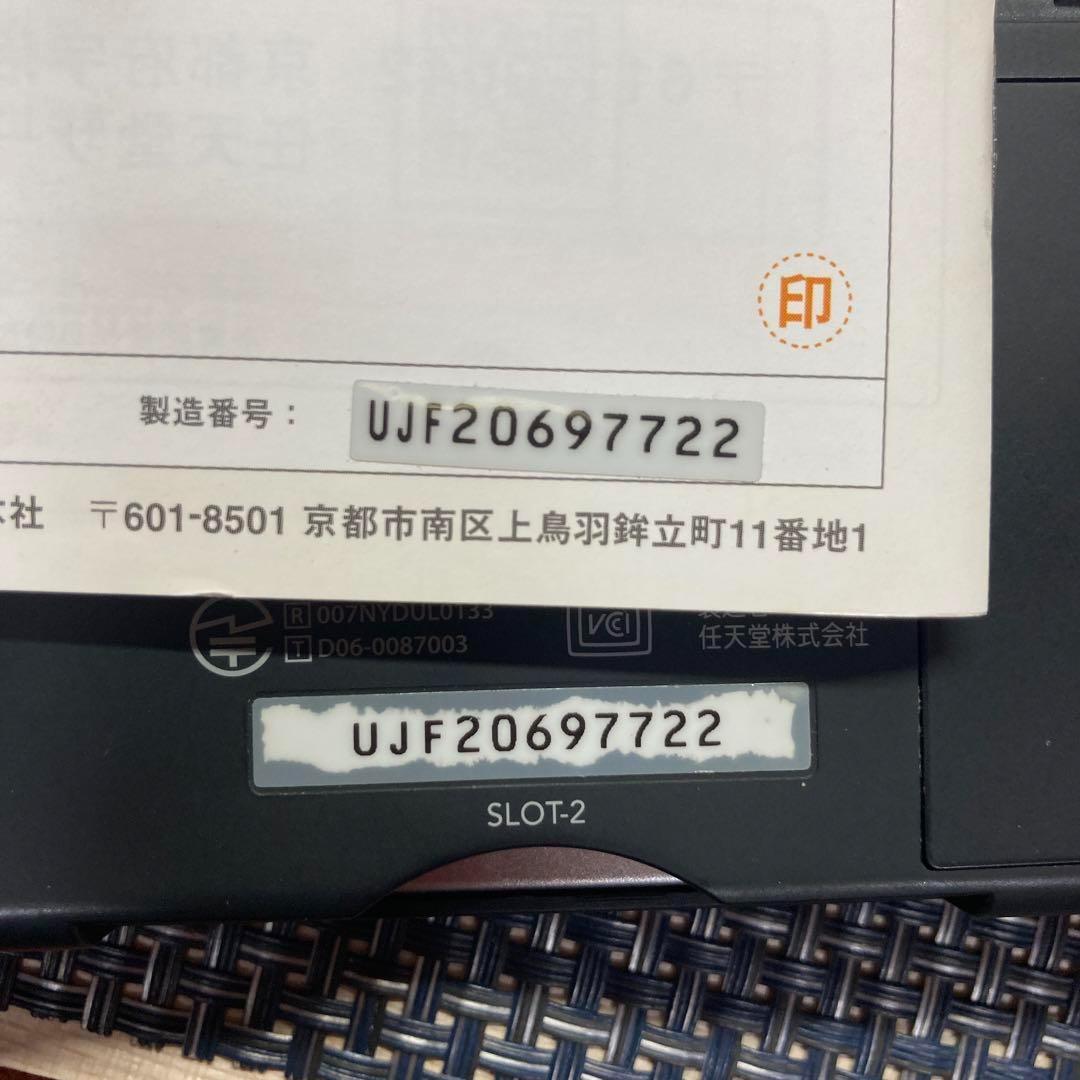 印
製造番号：
UJF20697722
本社 〒601-8501 京都市南区上鳥羽鉾立町11番地1
R 007NYDUL0133
T D06-0087003
VCI
任天堂株式会社
UJF20697722
SLOT-2